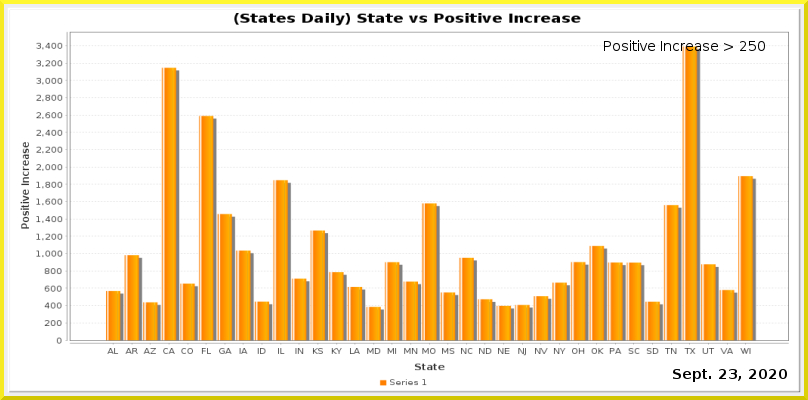 (States Daily) State vs Positive Increase
Positive Increase > 250
Positive Increase
3,400
3,200
3,000
2,800
2,600
2,400
2,200
2,000
1,800
1,600
1,400
1,200
1,000
800
600
400
200
0
AL AR AZ CA CO FL GA IA ID IL IN KS KY LA MD MI MN MO MS NC ND NE NJ NV NY OH OK PA SC SD TN TX UT VA WI
State
Sept. 23, 2020
Series 1